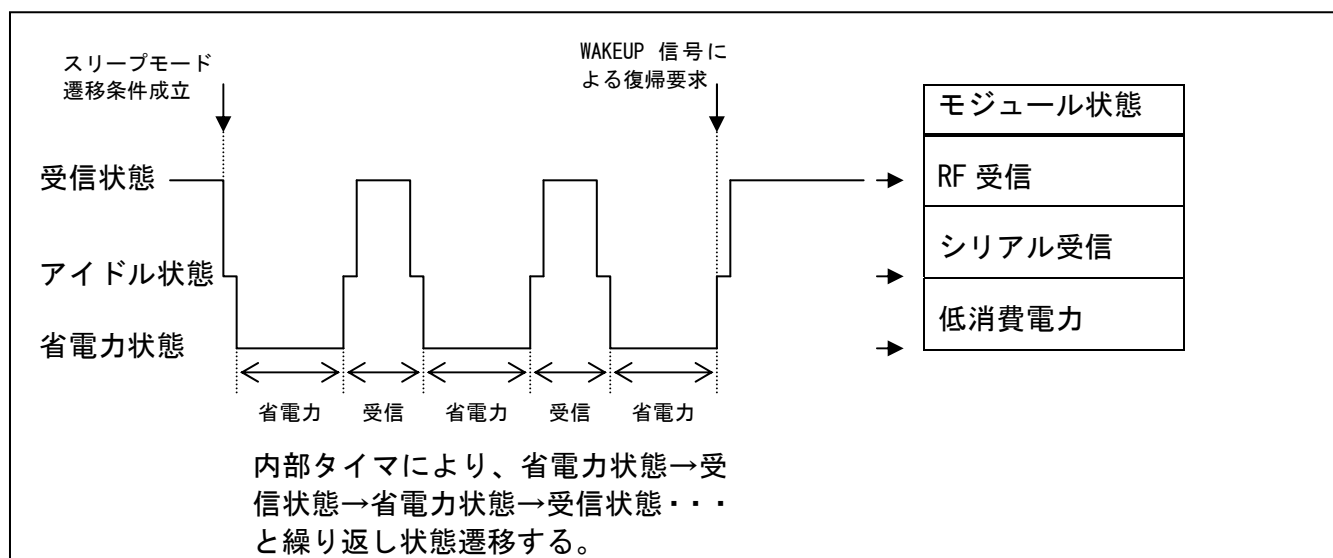 スリープモード
遷移条件成立
WAKEUP 信号に
よる復帰要求
モジュール状態
受信状態
RF 受信
アイドル状態
シリアル受信
省電力状態
低消費電力
省電力
受信
省電力
受信
省電力
内部タイマにより、省電力状態→受
信状態→省電力状態→受信状態・・・
と繰り返し状態遷移する。